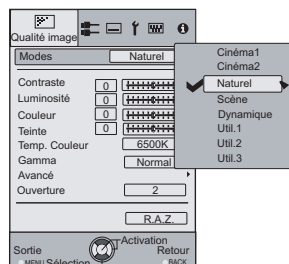 Qualité image
Modes Naturel
Contraste 0
Luminosité 0
Couleur 0
Teinte 0
Temp. Couleur 6500K
Gamma Normal
Avancé
Ouverture 2
R.A.Z.
Activation
Sortie Retour
MENU Sélection BACK
Cinéma1
Cinéma2
Naturel
Scène
Dynamique
Util.1
Util.2
Util.3